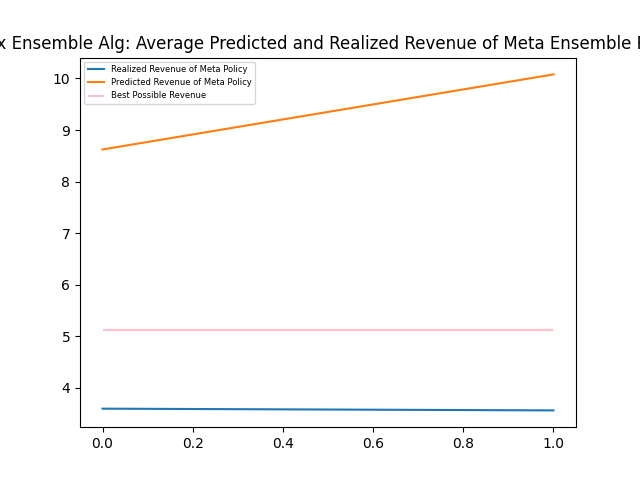 x Ensemble Alg: Average Predicted and Realized Revenue of Meta Ensemble
Realized Revenue of Meta Policy
Predicted Revenue of Meta Policy
Best Possible Revenue
10
9
8
7
6
5
4
0.0 0.2 0.4 0.6 0.8 1.0